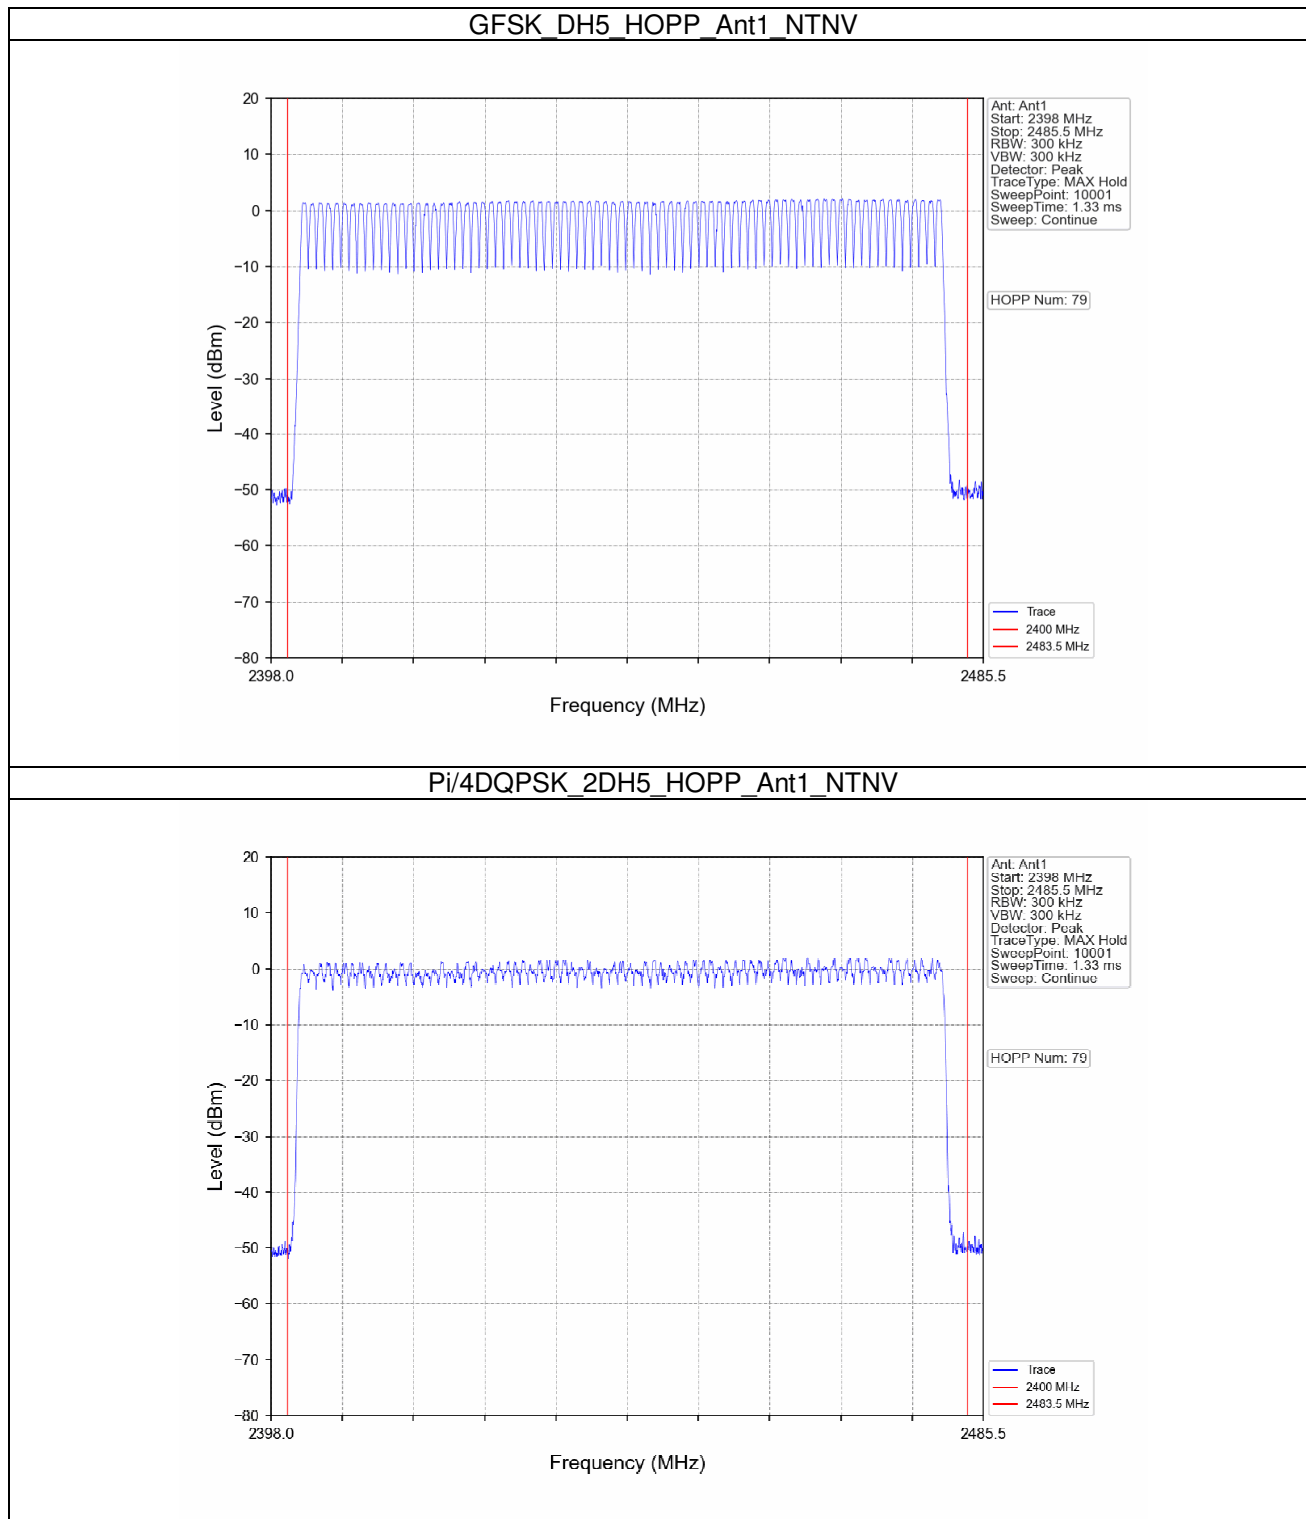 GFSK_DH5_HOPP_Ant1_NTNV
20
10
0
−10
−20
−30
−40
−50
−60
−70
−80
Level (dBm)
2398.0
2485.5
Frequency (MHz)
Ant: Ant1
Start: 2398 MHz
Stop: 2485.5 MHz
RBW: 300 kHz
VBW: 300 kHz
Detector: Peak
TraceType: MAX Hold
SweepPoint: 10001
SweepTime: 1.33 ms
Sweep: Continue
HOPP Num: 79
Trace
2400 MHz
2483.5 MHz
Pi/4DQPSK_2DH5_HOPP_Ant1_NTNV
20
10
0
−10
−20
−30
−40
−50
−60
−70
−80
Level (dBm)
2398.0
2485.5
Frequency (MHz)
Ant: Ant1
Start: 2398 MHz
Stop: 2485.5 MHz
RBW: 300 kHz
VBW: 300 kHz
Detector: Peak
TraceType: MAX Hold
SweepPoint: 10001
SweepTime: 1.33 ms
Sweep: Continue
HOPP Num: 79
Trace
2400 MHz
2483.5 MHz